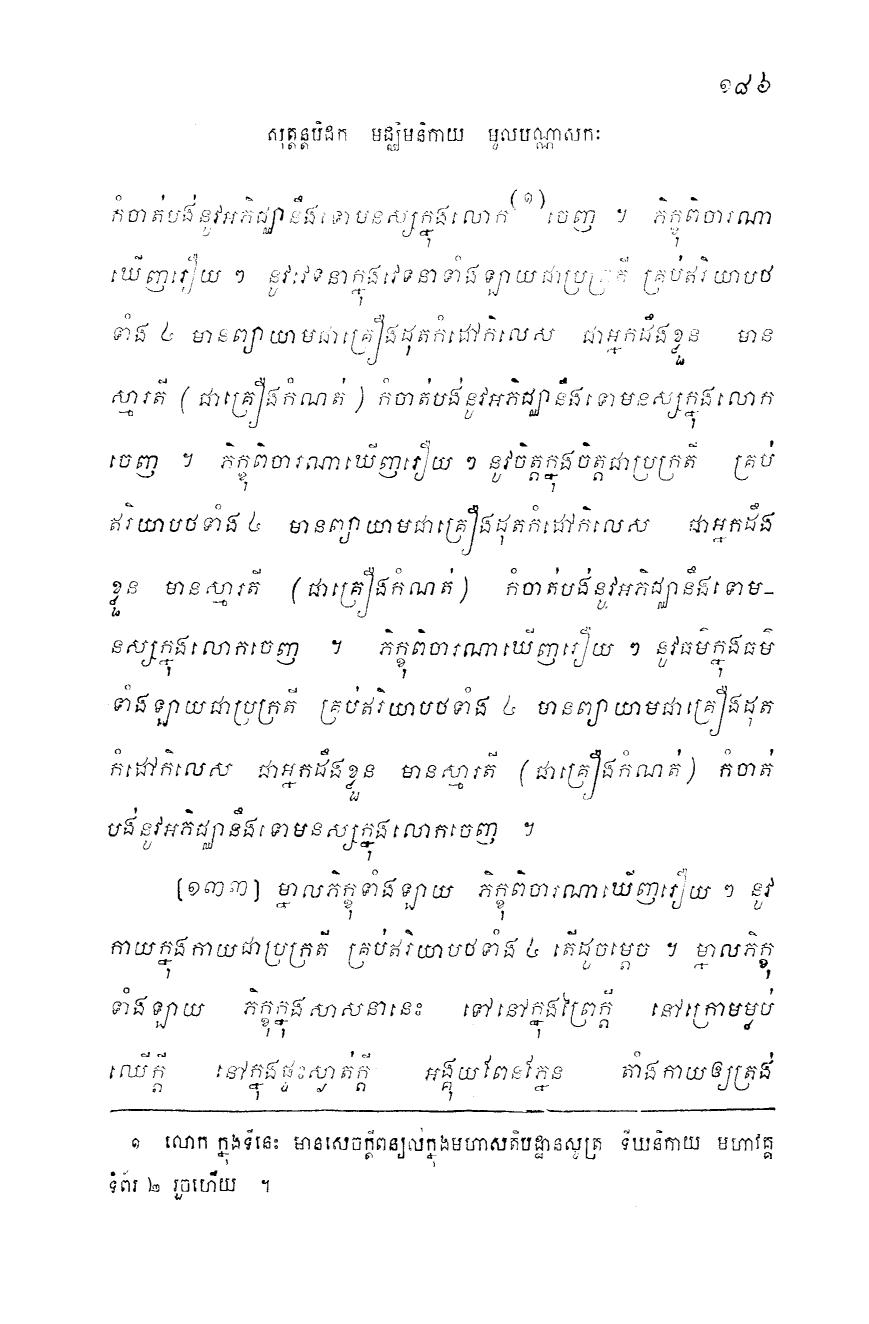 ១៨៦
សុត្តន្តបិដក មជ្ឈិមនិកាយ មូលបណ្ណាសកៈ
កំចាត់បង់នូវអភិជ្ឈានឹងទោមនស្សក្នុងលោក(១)ចេញ ។ ភិក្ខុពិចារណា
ឃើញរឿយ ៗ នូវវេទនាក្នុងវេទនាទាំងឡាយជាប្រក្រតី គ្រប់ឥរិយាបថ
ទាំង ៤ មានព្យាយាមជាគ្រឿងដុតកំដៅកិលេស ជាអ្នកដឹងខ្លួន មាន
ស្មារតី (ជាគ្រឿងកំណត់) កំចាត់បង់នូវអភិជ្ឈានឹងទោមនស្សក្នុងលោក
ចេញ ។ ភិក្ខុពិចារណាឃើញរឿយ ៗ នូវចិត្តក្នុងចិត្តជាប្រក្រតី គ្រប់
ឥរិយាបថទាំង ៤ មានព្យាយាមជាគ្រឿងដុតកំដៅកិលេស ជាអ្នកដឹង
ខ្លួន មានស្មារតី (ជាគ្រឿងកំណត់) កំចាត់បង់នូវអភិជ្ឈានឹងទោម-
នស្សក្នុងលោកចេញ ។ ភិក្ខុពិចារណាឃើញរឿយ ៗ នូវធម៌ក្នុងធម៌
ទាំងឡាយជាប្រក្រតី គ្រប់ឥរិយាបថទាំង ៤ មានព្យាយាមជាគ្រឿងដុត
កំដៅកិលេស ជាអ្នកដឹងខ្លួន មានស្មារតី (ជាគ្រឿងកំណត់) កំចាត់
បង់នូវអភិជ្ឈានឹងទោមនស្សក្នុងលោកចេញ ។
[១៣៣] ម្នាលភិក្ខុទាំងឡាយ ភិក្ខុពិចារណាឃើញរឿយ ៗ នូវ
កាយក្នុងកាយជាប្រក្រតី គ្រប់ឥរិយាបថទាំង ៤ តើដូចម្តេច ។ ម្នាលភិក្ខុ
ទាំងឡាយ ភិក្ខុក្នុងសាសនានេះ ទៅនៅក្នុងព្រៃក្តី នៅក្រោមម្លប់
ឈើក្តី នៅក្នុងផ្ទះស្ងាត់ក្តី អង្គុយពែនភ្នែន តាំងកាយឲ្យត្រង់
១ លោក ក្នុងទីនេះ មានសេចក្តីពន្យល់ក្នុងមហាសតិបដ្ឋានសូត្រ ទីឃនិកាយ មហាវគ្គ
ទំព័រ ២ រួចហើយ ។